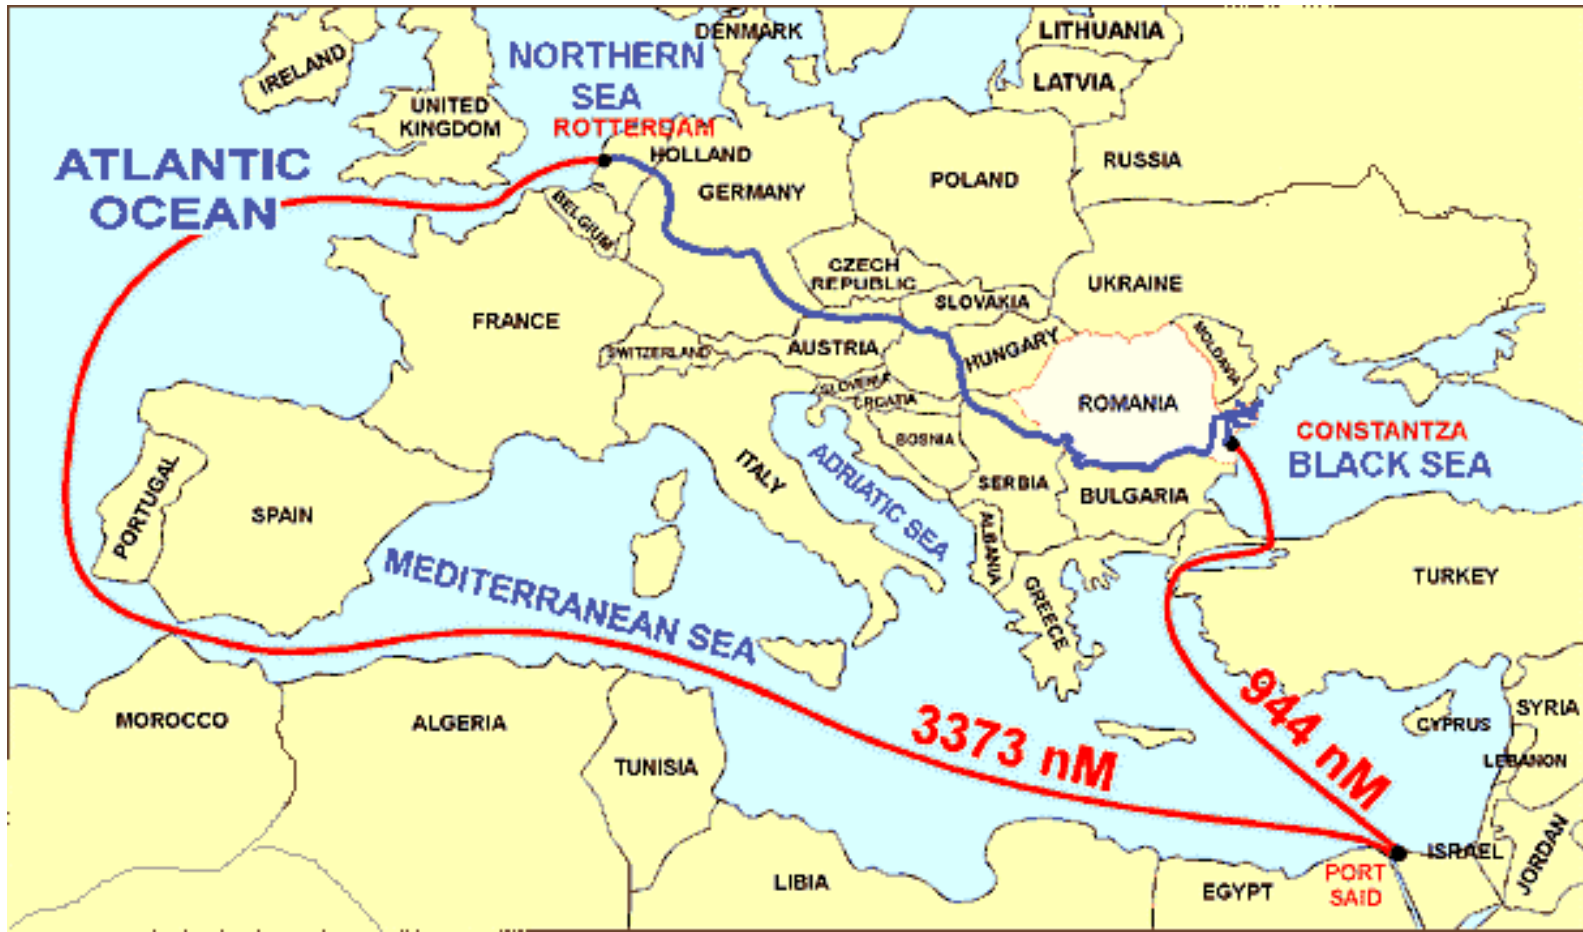 DENMARK
LITHUANIA
IRELAND
NORTHERN
SEA
LATVIA
UNITED
KINGDOM
ROTTERDAM
HOLLAND
RUSSIA
ATLANTIC
OCEAN
GERMANY
POLAND
BELGIUM
CZECH
REPUBLIC
UKRAINE
SLOVAKIA
FRANCE
SWITZERLAND
AUSTRIA
HUNGARY
MOLDAVIA
SLOVENIA
CROATIA
ROMANIA
BOSNIA
CONSTANTZA
BLACK SEA
ITALY
ADRIATIC SEA
SERBIA
BULGARIA
PORTUGAL
SPAIN
ALBANIA
MEDITERRANEAN SEA
GREECE
TURKEY
MOROCCO
ALGERIA
TUNISIA
3373 nM
944 nM
CYPRUS
SYRIA
LEBANON
ISRAEL
JORDAN
LIBIA
EGYPT
PORT
SAID